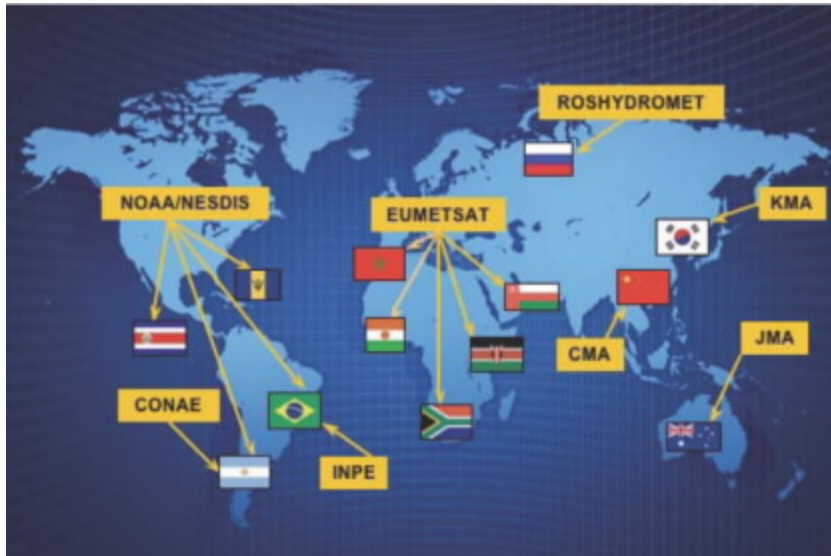 ROSHYDROMET
NOAA/NESDIS
EUMETSAT
KMA
JMA
CMA
CONAE
INPE